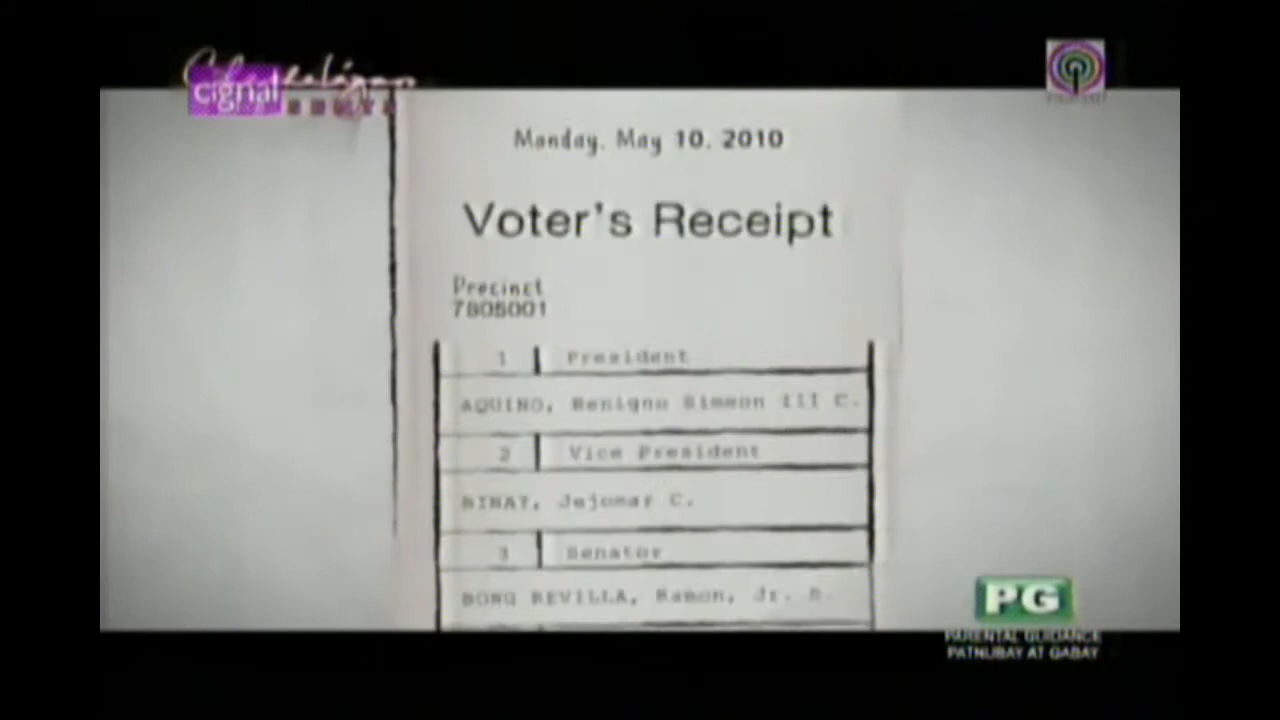 cignal
Monday, May 10, 2010
Voter's Receipt
Precinct
7805001
1 President
AQUINO, Benigno Simeon III C.
2 Vice President
BINAY, Jejomar C.
3 Senator
BONG REVILLA, Ramon, Jr. B.
PG
PARENTAL GUIDANCE
PATNUBAY AT GABAY